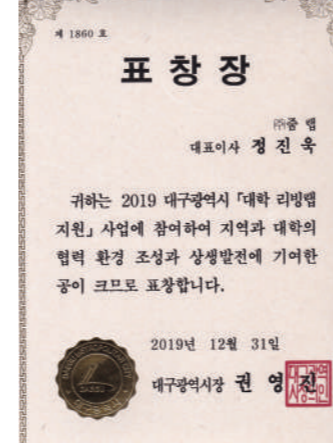 제 1860 호
표창장
㈜줌랩
대표이사 정진욱
귀하는 2019 대구광역시 「대학 리빙랩
지원」 사업에 참여하여 지역과 대학의
협력 환경 조성과 상생발전에 기여한
공이 크므로 표창합니다.
2019년 12월 31일
대구광역시장 권영진